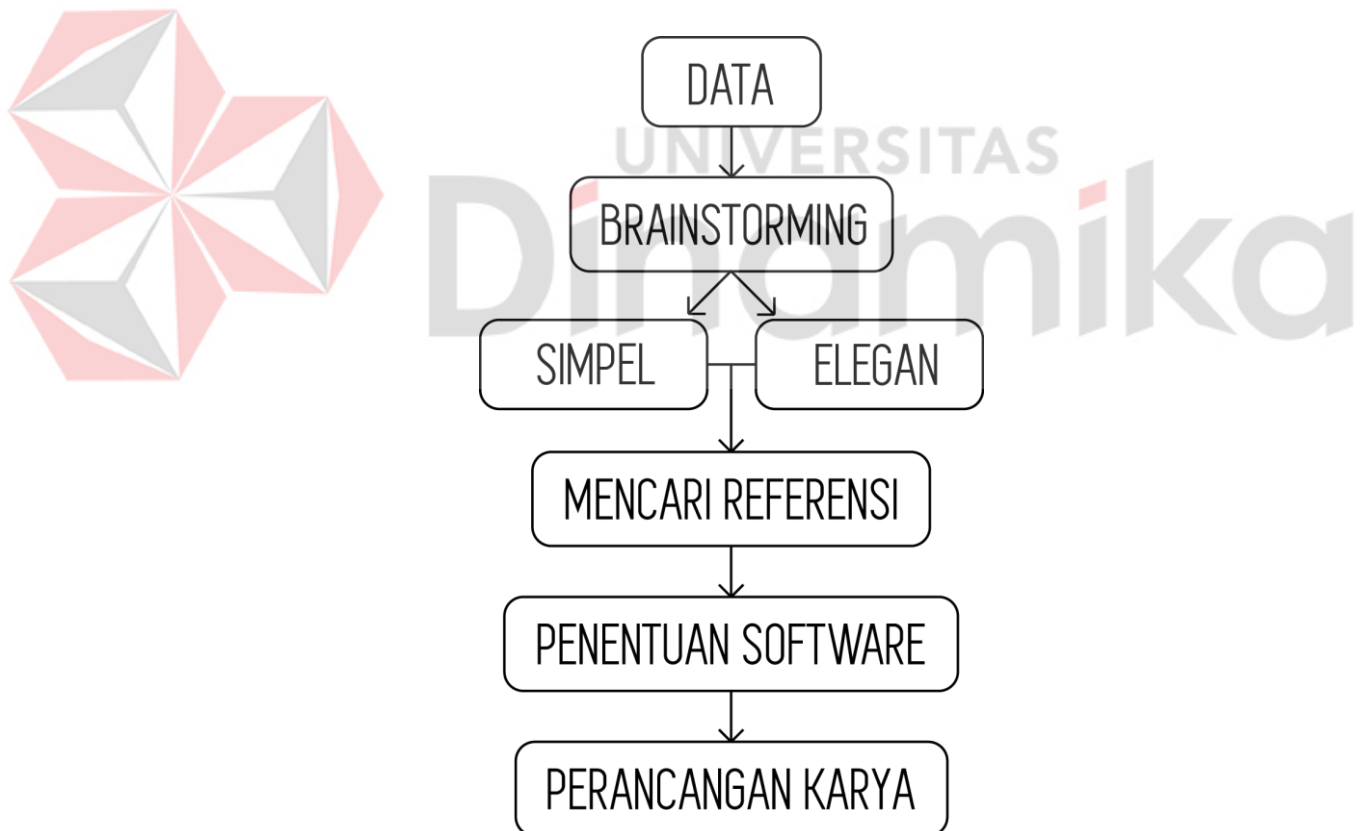 DATA
UNIVERSITAS
Dinamika
BRAINSTORMING
SIMPEL
ELEGAN
MENCARI REFERENSI
PENENTUAN SOFTWARE
PERANCANGAN KARYA